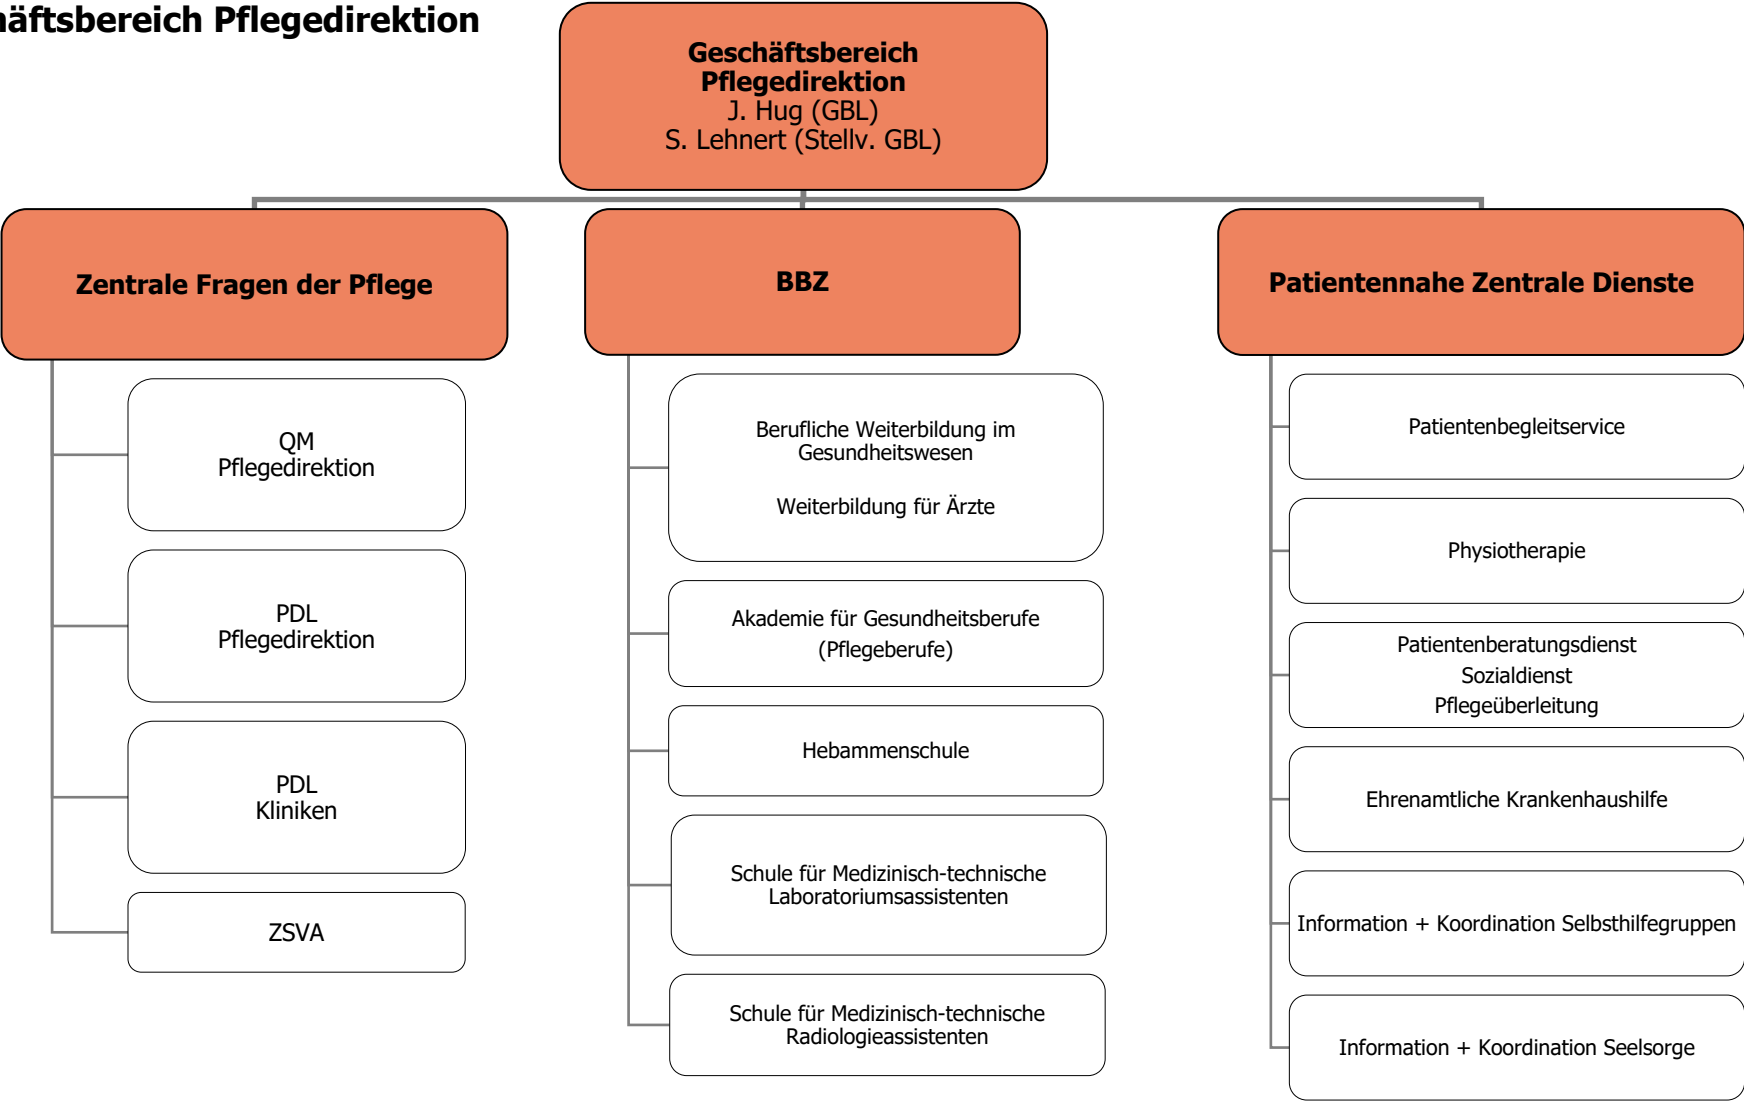 häftsbereich Pflegedirektion
Geschäftsbereich
Pflegedirektion
J. Hug (GBL)
S. Lehnert (Stellv. GBL)
Zentrale Fragen der Pflege
QM
Pflegedirektion
PDL
Pflegedirektion
PDL
Kliniken
ZSVA
BBZ
Berufliche Weiterbildung im
Gesundheitswesen
Weiterbildung für Ärzte
Akademie für Gesundheitsberufe
(Pflegeberufe)
Hebammenschule
Schule für Medizinisch-technische
Laboratoriumsassistenten
Schule für Medizinisch-technische
Radiologieassistenten
Patientennahe Zentrale Dienste
Patientenbegleitservice
Physiotherapie
Patientenberatungsdienst
Sozialdienst
Pflegeüberleitung
Ehrenamtliche Krankenhaushilfe
Information + Koordination Selbsthilfegruppen
Information + Koordination Seelsorge